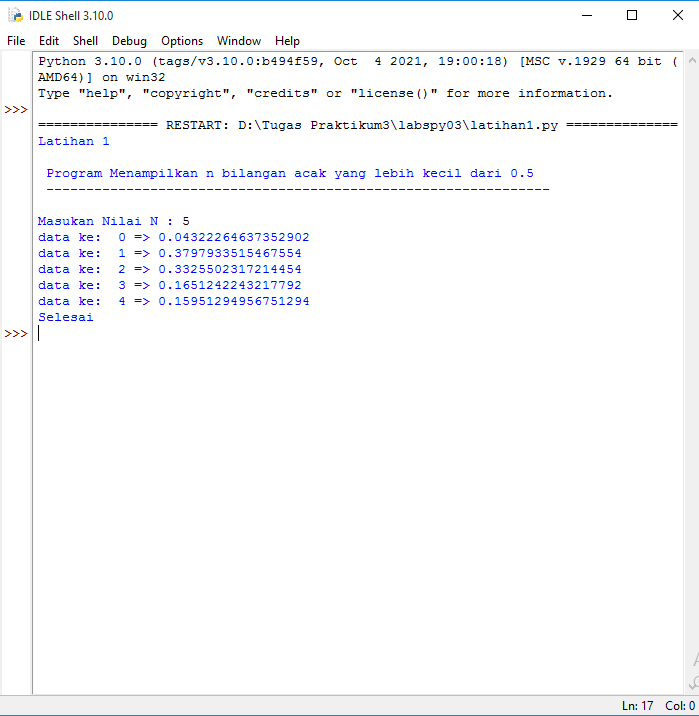 IDLE Shell 3.10.0
File Edit Shell Debug Options Window Help
Python 3.10.0 (tags/v3.10.0:b494f59, Oct  4 2021, 19:00:18) [MSC v.1929 64 bit (
AMD64)] on win32
Type "help", "copyright", "credits" or "license()" for more information.
>>>
=============== RESTART: D:\Tugas Praktikum3\labspy03\latihan1.py ==============
Latihan 1
 Program Menampilkan n bilangan acak yang lebih kecil dari 0.5
 ---------------------------------------------------------------
Masukan Nilai N : 5
data ke:  0 => 0.04322264637352902
data ke:  1 => 0.3797933515467554
data ke:  2 => 0.3325502317214454
data ke:  3 => 0.1651242243217792
data ke:  4 => 0.15951294956751294
Selesai
>>>
Ln: 17 Col: 0